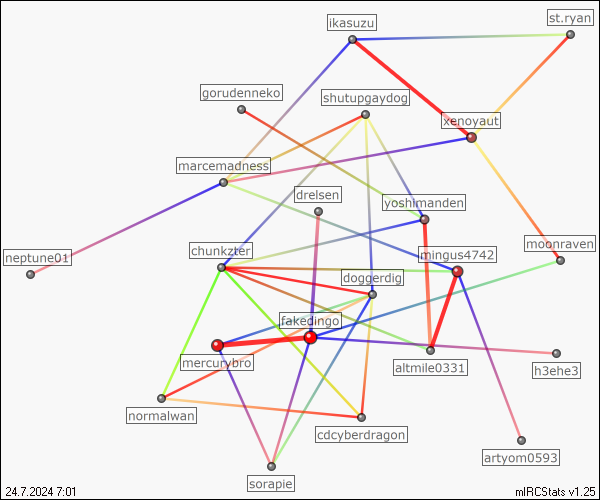 ikasuzu
st.ryan
gorudenneko
shutupgaydog
xenoyaut
marcemadness
drelsen
yoshimanden
neptune01
chunkzter
mingus4742
moonraven
doggerdig
fakedingo
mercurybro
altmile0331
h3ehe3
normalwan
cdcyberdragon
artyom0593
sorapie
24.7.2024 7:01
mIRCStats v1.25